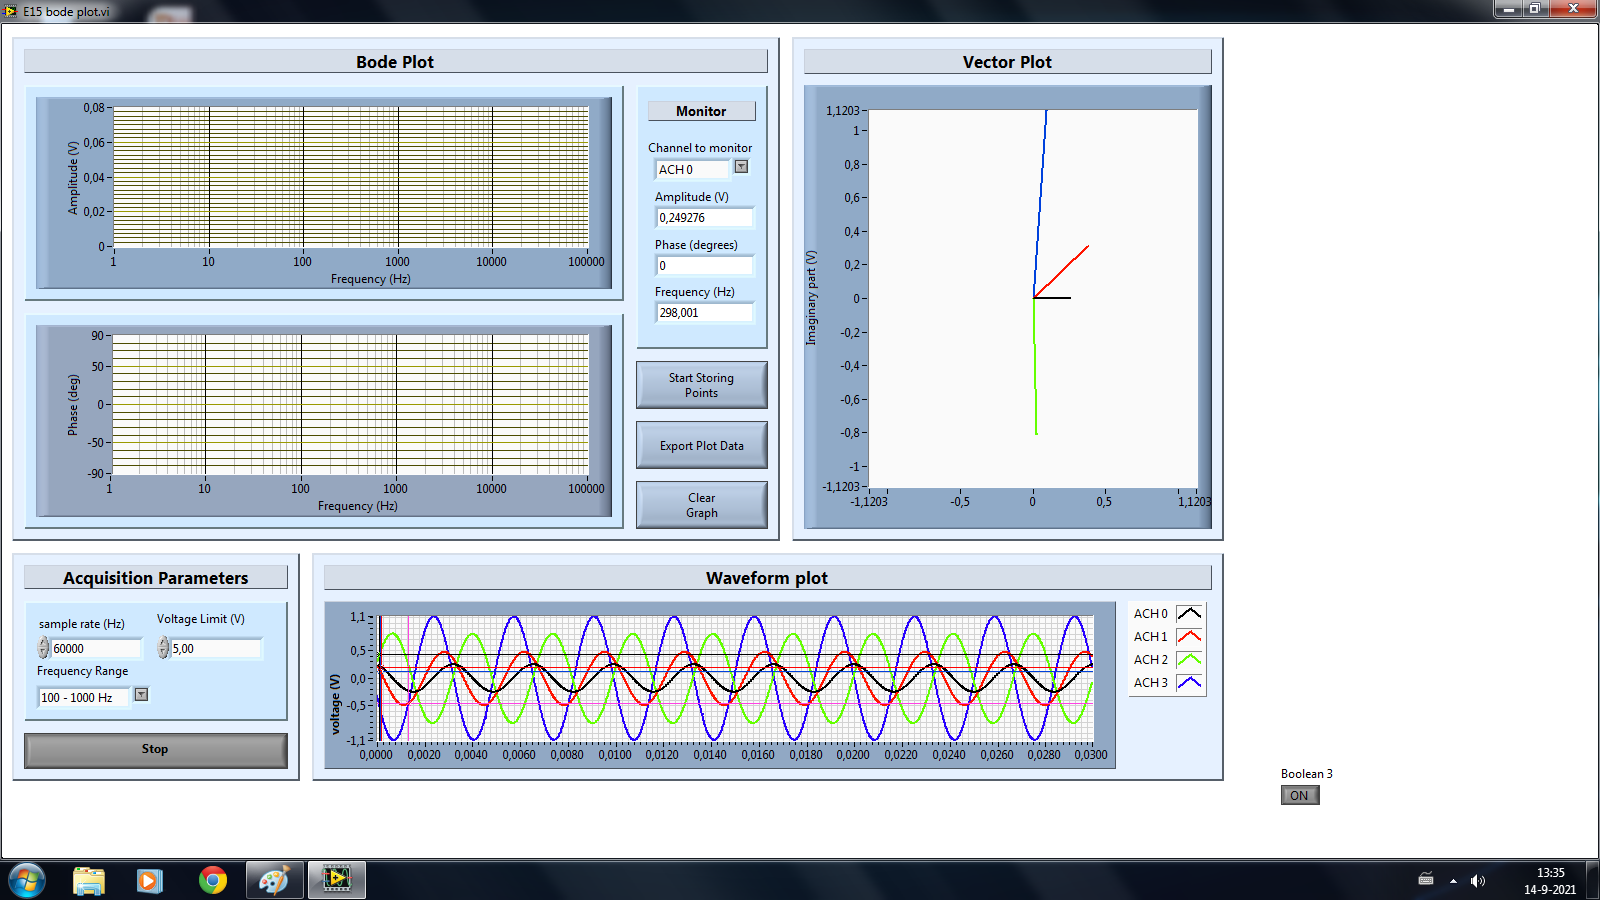 E15 bode plot.vi
Bode Plot
0,08
0,06
0,04
0,02
0
Amplitude (V)
1 10 100 1000 10000 100000
Frequency (Hz)
90
50
0
-50
-90
Phase (deg)
1 10 100 1000 10000 100000
Frequency (Hz)
Monitor
Channel to monitor
ACH 0
Amplitude (V)
0,249276
Phase (degrees)
0
Frequency (Hz)
298,001
Start Storing
Points
Export Plot Data
Clear
Graph
Vector Plot
1,1203
1
0,8
0,6
0,4
0,2
0
-0,2
-0,4
-0,6
-0,8
-1
-1,1203
Imaginary part (V)
-1,1203 -0,5 0 0,5 1,1203
Acquisition Parameters
sample rate (Hz)
60000
Voltage Limit (V)
5,00
Frequency Range
100 - 1000 Hz
Stop
Waveform plot
1,1
0,5
0,0
-0,5
-1,1
voltage (V)
0,0000 0,0020 0,0040 0,0060 0,0080 0,0100 0,0120 0,0140 0,0160 0,0180 0,0200 0,0220 0,0240 0,0260 0,0280 0,0300
ACH 0
ACH 1
ACH 2
ACH 3
Boolean 3
ON
13:35
14-9-2021